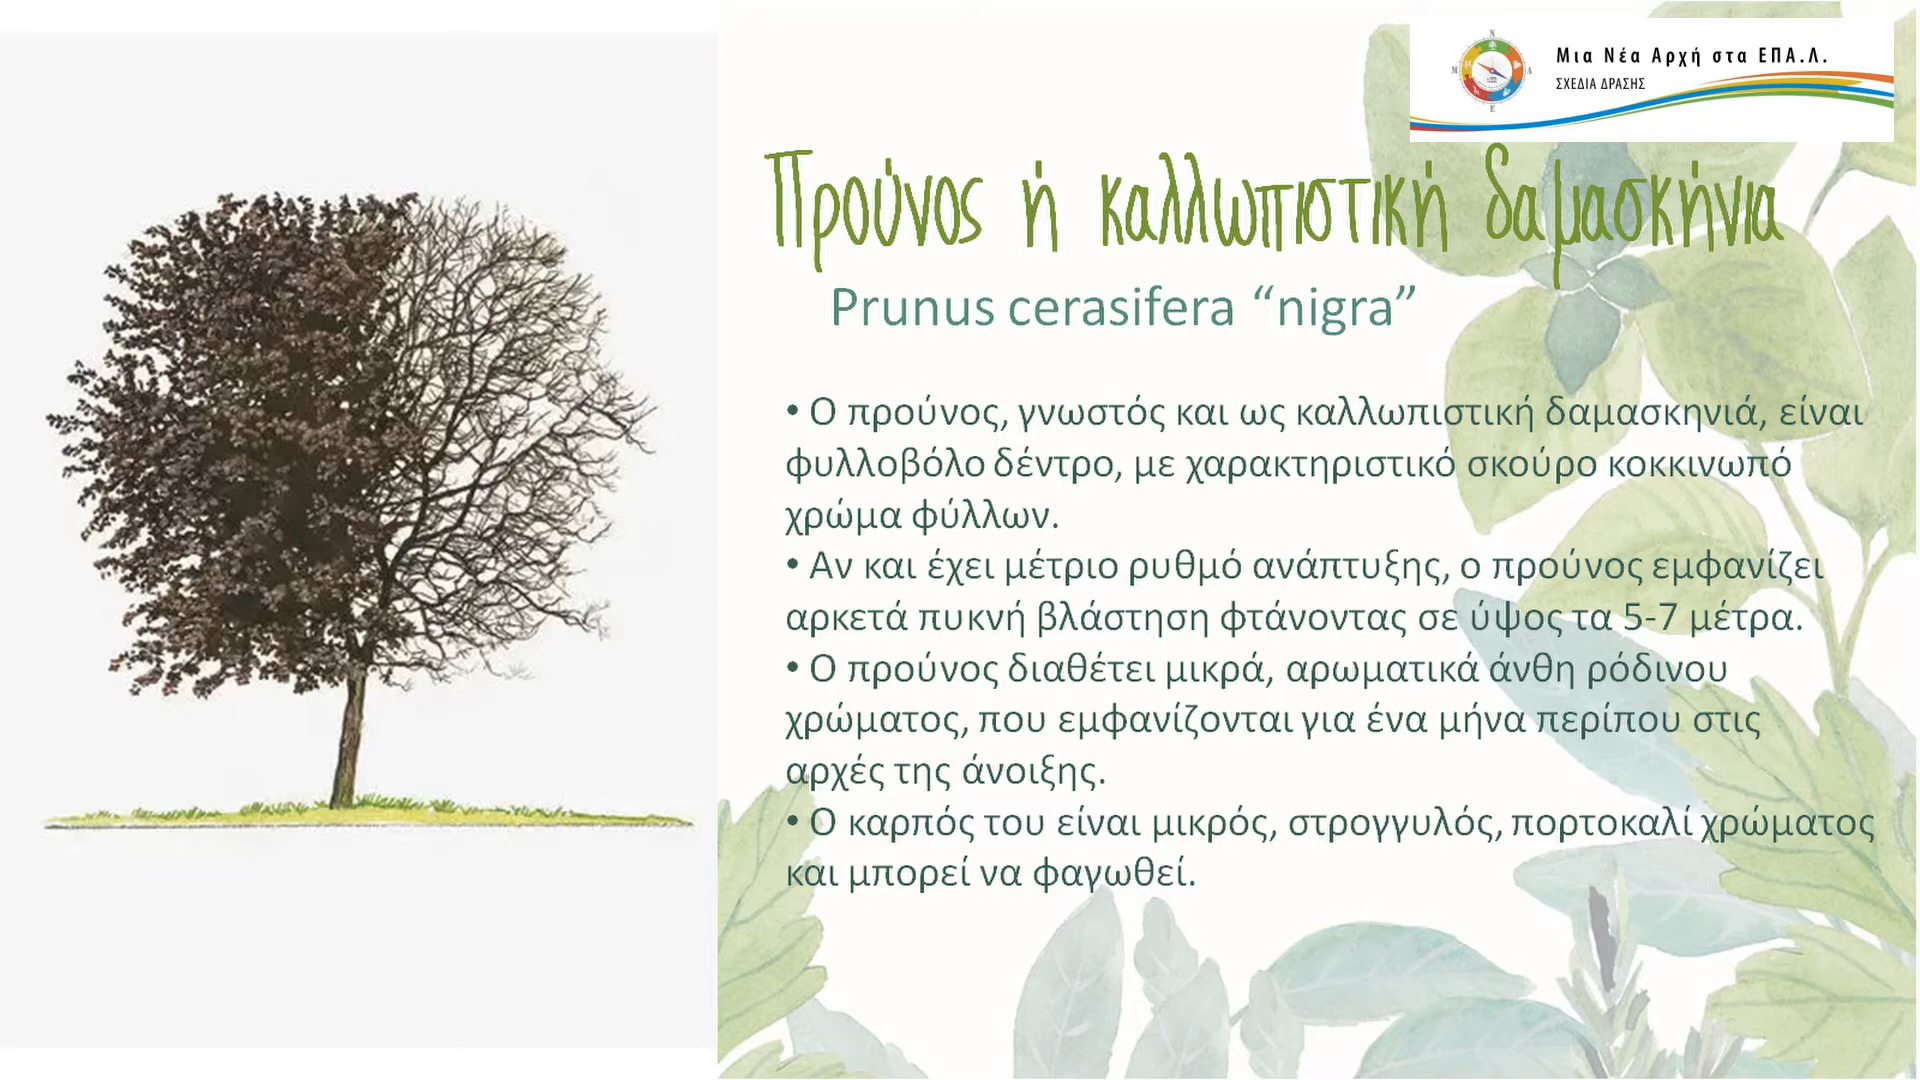 Μια Νέα Αρχή στα ΕΠΑ.Λ.
ΣΧΕΔΙΑ ΔΡΑΣΗΣ
Προύνος ή καλλωπιστική δαμασκήνια
Prunus cerasifera “nigra”
• Ο προύνος, γνωστός και ως καλλωπιστική δαμασκηνιά, είναι
φυλλοβόλο δέντρο, με χαρακτηριστικό σκούρο κοκκινωπό
χρώμα φύλλων.
• Αν και έχει μέτριο ρυθμό ανάπτυξης, ο προύνος εμφανίζει
αρκετά πυκνή βλάστηση φτάνοντας σε ύψος τα 5-7 μέτρα.
• Ο προύνος διαθέτει μικρά, αρωματικά άνθη ρόδινου
χρώματος, που εμφανίζονται για ένα μήνα περίπου στις
αρχές της άνοιξης.
• Ο καρπός του είναι μικρός, στρογγυλός, πορτοκαλί χρώματος
και μπορεί να φαγωθεί.